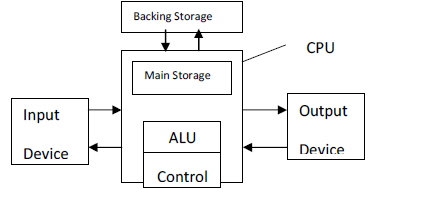 Backing Storage
CPU
Main Storage
Input
Device
ALU
Control
Output
Device